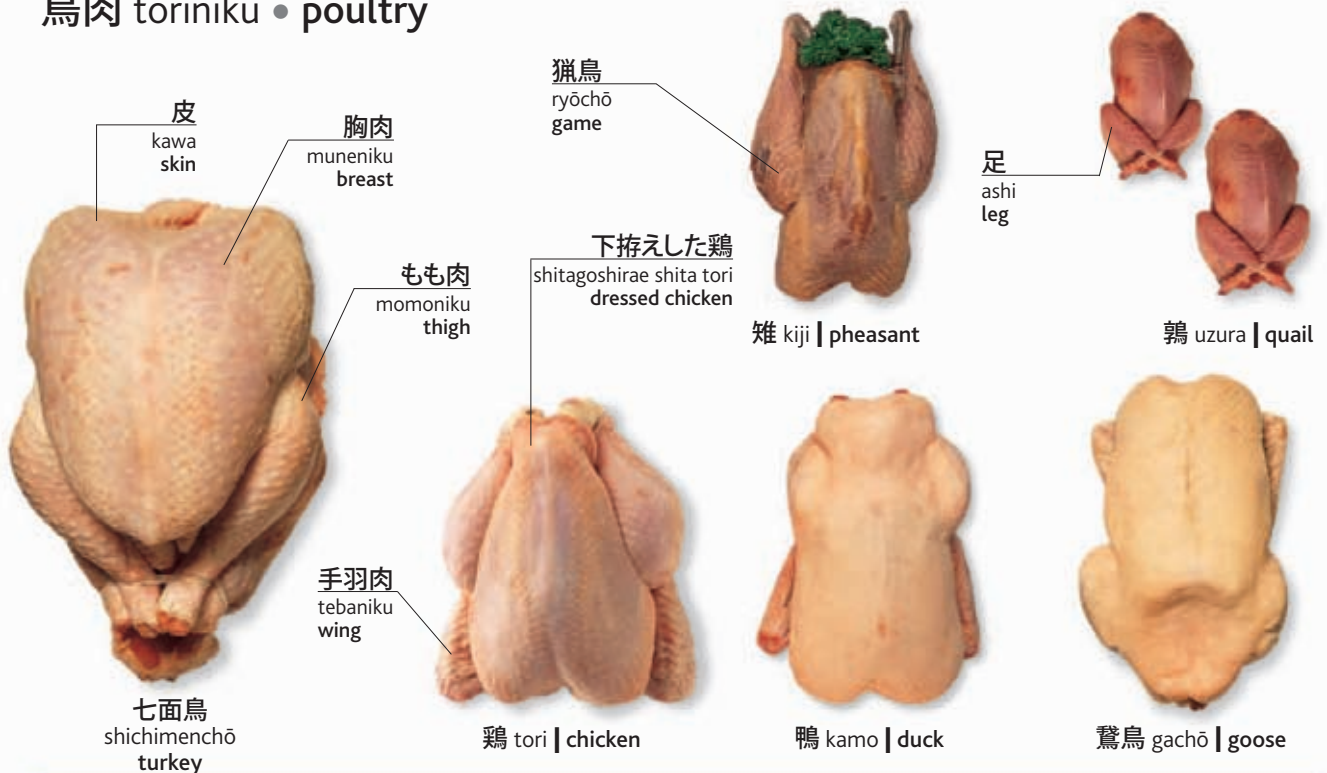 鳥肉 toriniku • poultry
皮
kawa
skin
胸肉
muneniku
breast
もも肉
momoniku
thigh
七面鳥
shichimenchō
turkey
下拵えした鶏
shitagoshirae shita tori
dressed chicken
手羽肉
tebaniku
wing
鶏 tori | chicken
猟鳥
ryōchō
game
雉 kiji | pheasant
足
ashi
leg
鶉 uzura | quail
鴨 kamo | duck
鵞鳥 gachō | goose